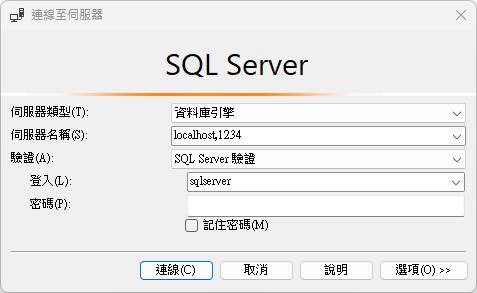 連線至伺服器
SQL Server
伺服器類型(T): 資料庫引擎
伺服器名稱(S): localhost,1234
驗證(A): SQL Server 驗證
登入(L): sqlserver
密碼(P):
記住密碼(M)
連線(C) 取消 說明 選項(O) >>